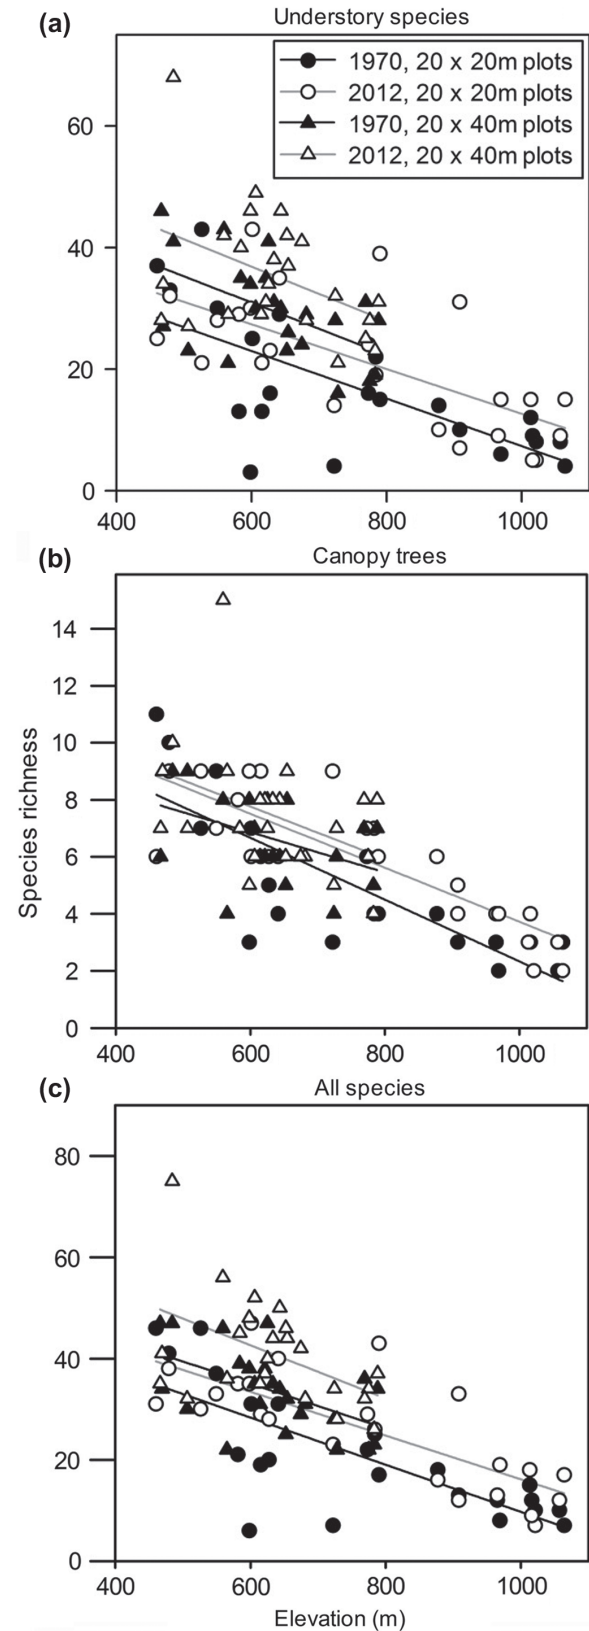 (a)
Understory species
1970, 20 x 20m plots
2012, 20 x 20m plots
1970, 20 x 40m plots
2012, 20 x 40m plots
60
40
20
0
400 600 800 1000
(b)
Canopy trees
14
12
10
8
6
4
2
0
Species richness
400 600 800 1000
(c)
All species
80
60
40
20
0
400 600 800 1000
Elevation (m)